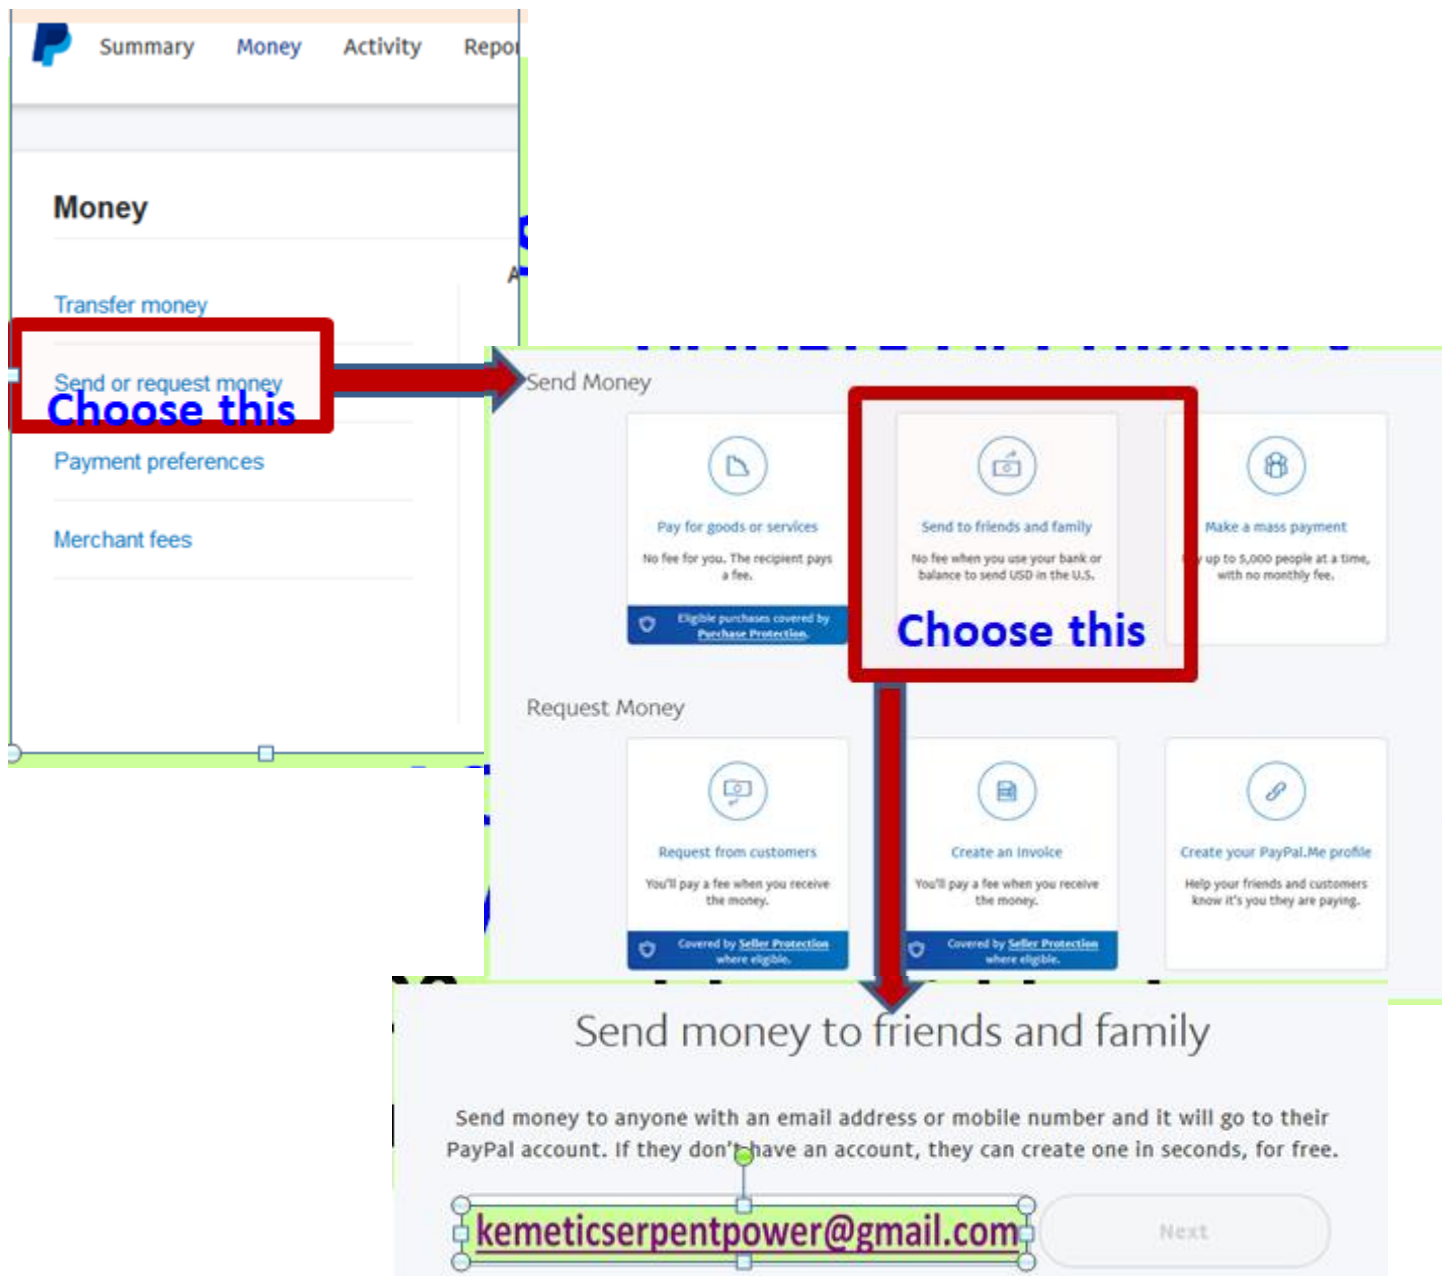 Summary Money Activity Repor
Money
A
Transfer money
Send or request money
Choose this
Payment preferences
Merchant fees
Send Money
Pay for goods or services
No fee for you. The recipient pays
a fee.
Eligible purchases covered by
Purchase Protection.
Send to friends and family
No fee when you use your bank or
balance to send USD in the U.S.
Choose this
Make a mass payment
up to 5,000 people at a time,
with no monthly fee.
Request Money
Request from customers
You'll pay a fee when you receive
the money.
Covered by Seller Protection
where eligible.
Create an Invoice
You'll pay a fee when you receive
the money.
Covered by Seller Protection
where eligible.
Create your PayPal.Me profile
Help your friends and customers
know it's you they are paying.
Send money to friends and family
Send money to anyone with an email address or mobile number and it will go to their
PayPal account. If they don't have an account, they can create one in seconds, for free.
kemeticserpentpower@gmail.com
Next